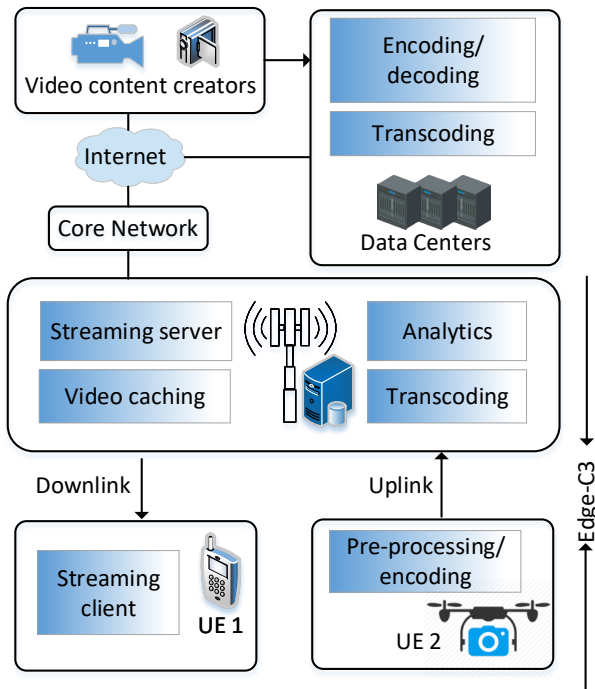 Video content creators
Encoding/
decoding
Transcoding
Data Centers
Internet
Core Network
Streaming server
Video caching
Analytics
Transcoding
Downlink
Uplink
Edge-C3
Streaming
client
UE 1
Pre-processing/
encoding
UE 2